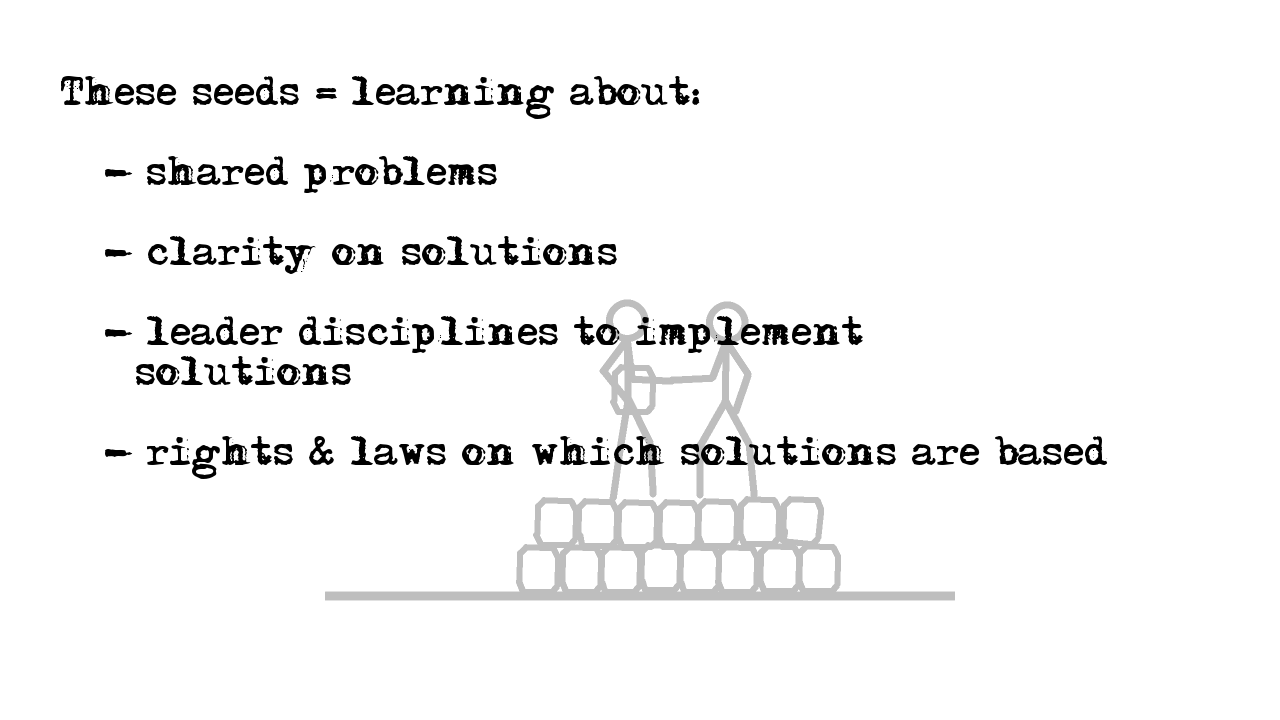 These seeds = learning about:
- shared problems
- clarity on solutions
- leader disciplines to implement
solutions
- rights & laws on which solutions are based